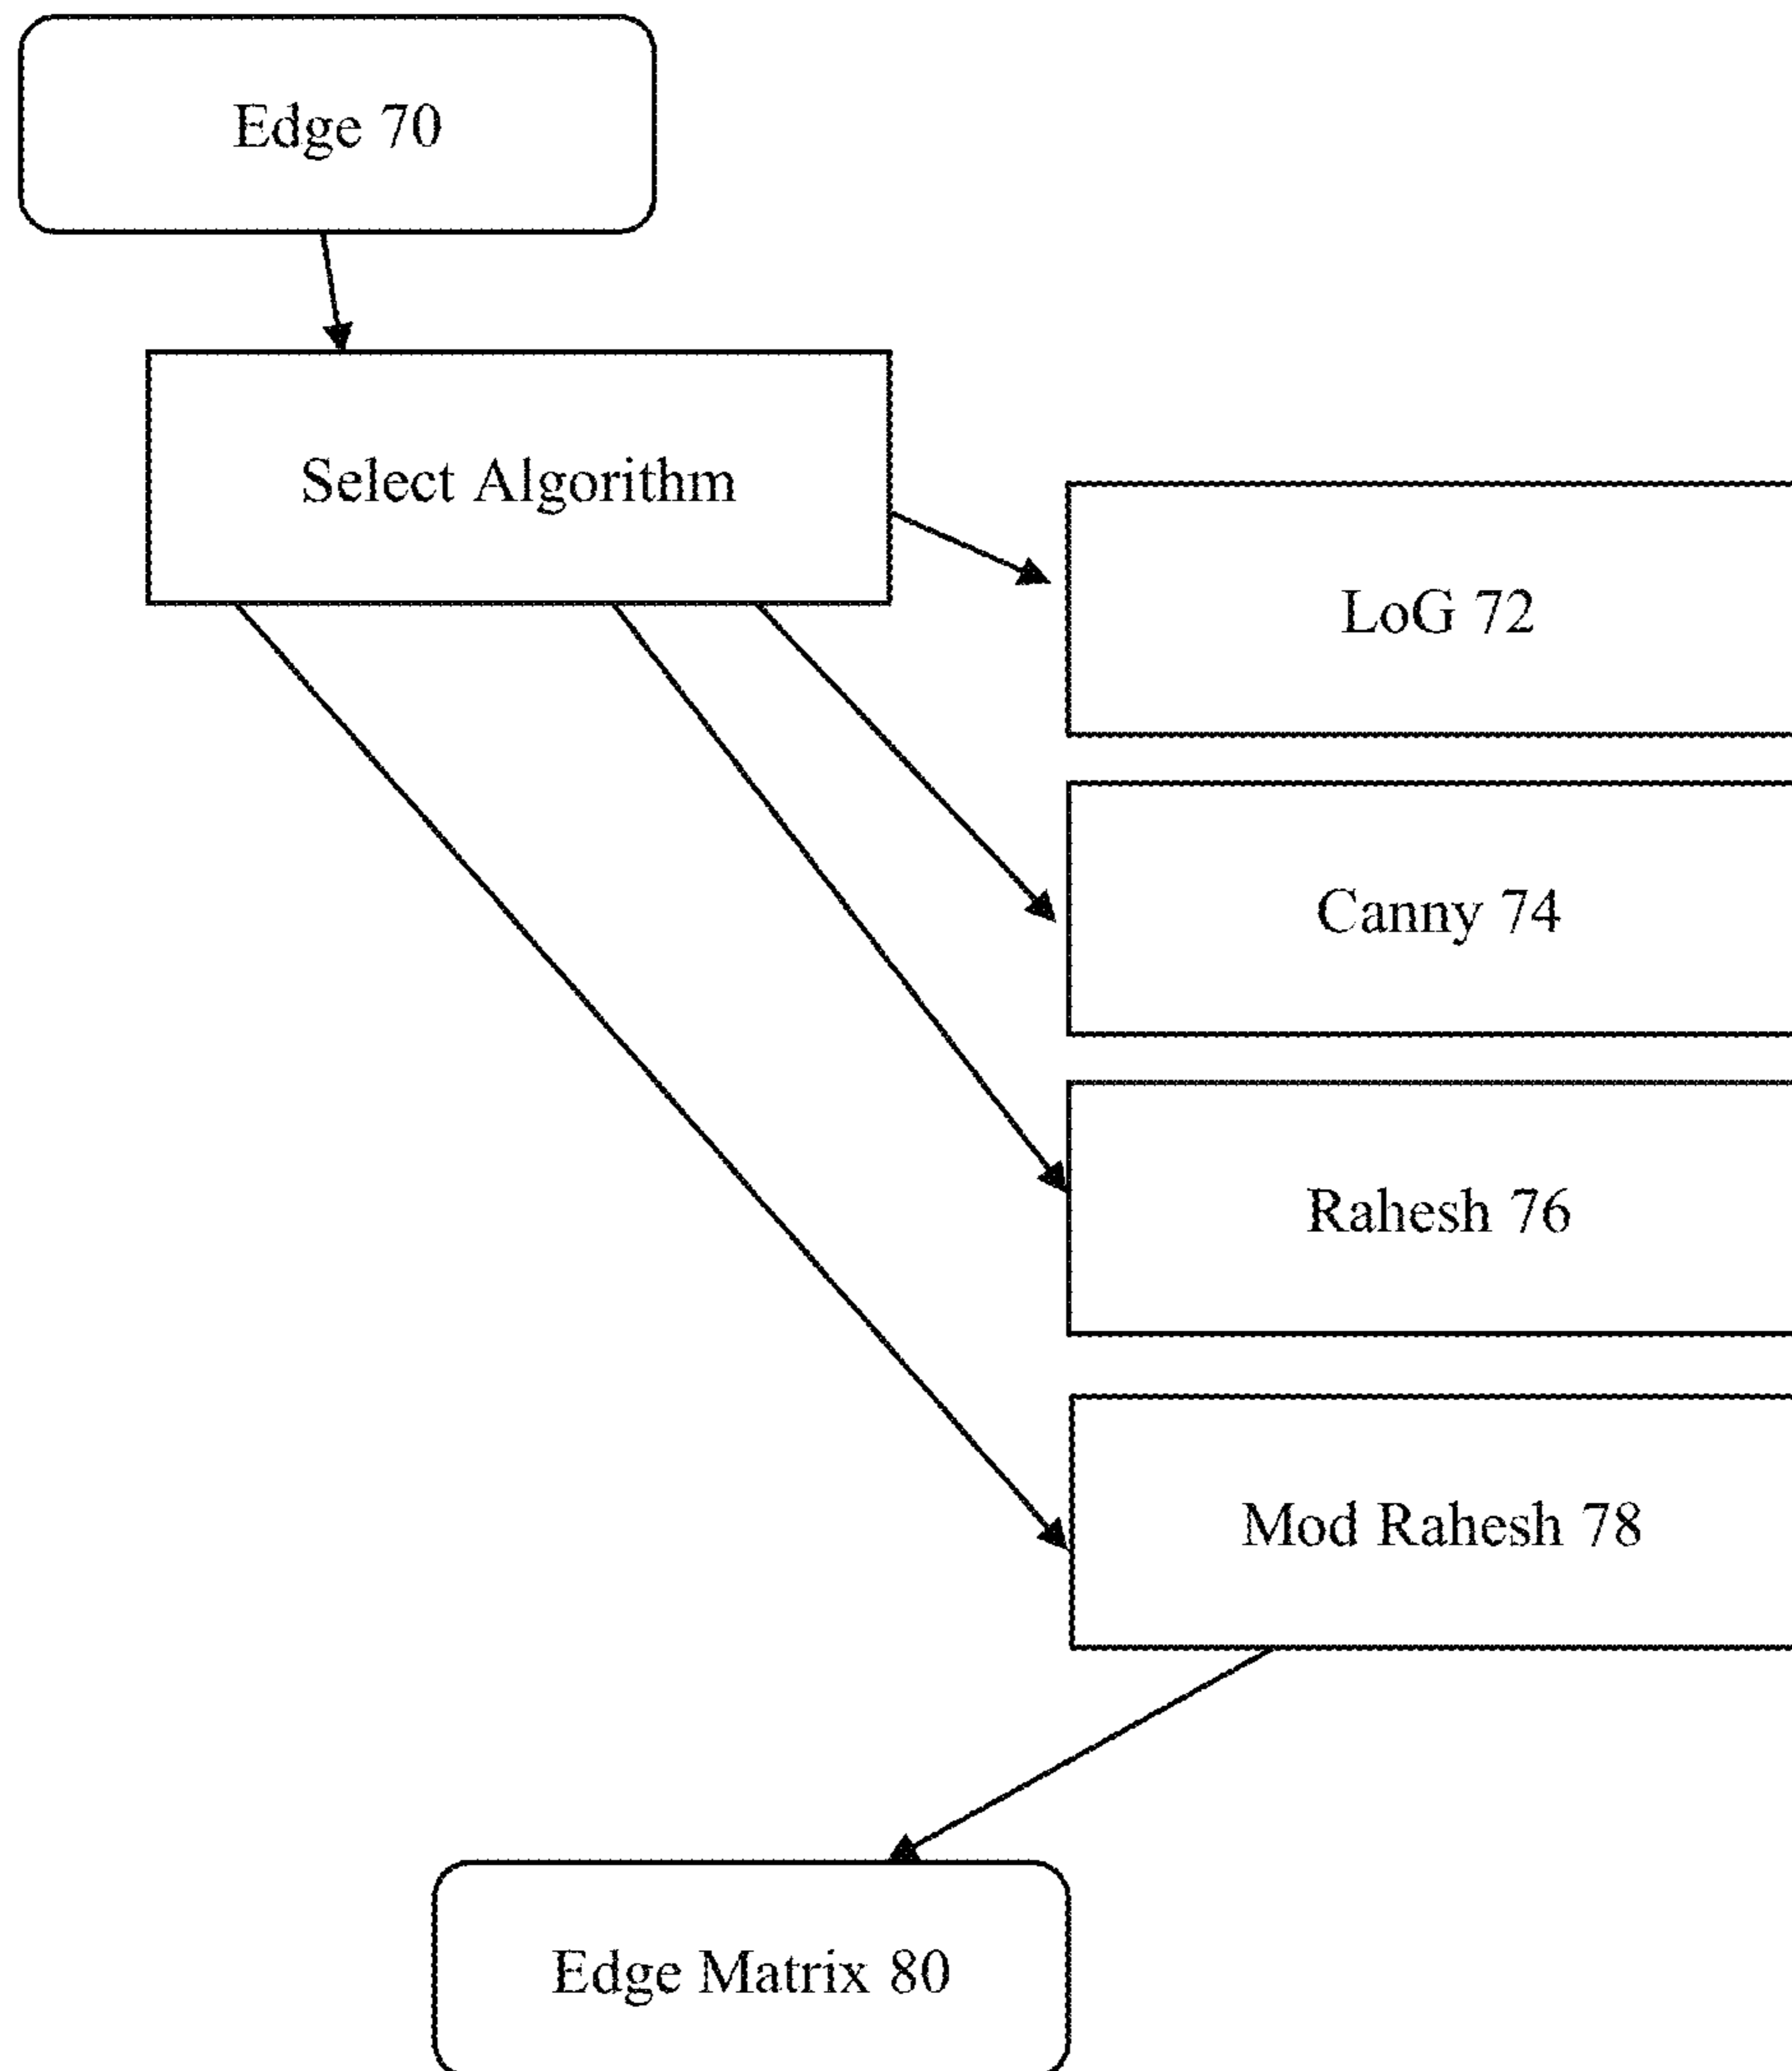 Edge 70
Select Algorithm
LoG 72
Canny 74
Rahesh 76
Mod Rahesh 78
Edge Matrix 80